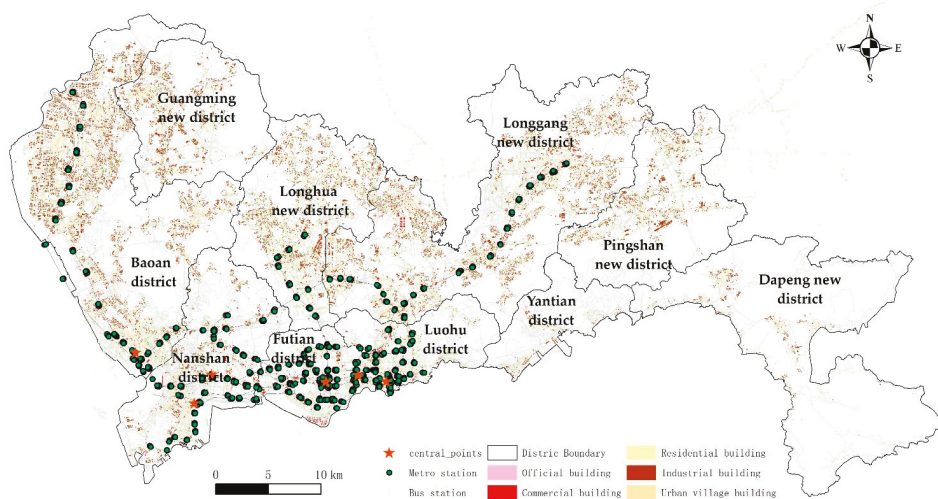 N
W
E
S
Guangming
new district
Longgang
new district
Longhua
new district
Baoan
district
Pingshan
new district
Dapeng new
district
Yantian
district
Luohu
district
Futian
district
Nanshan
district
central_points
Distric Boundary
Residential building
Metro station
Official building
Industrial building
Bus station
Commercial building
Urban village building
0
5
10 km